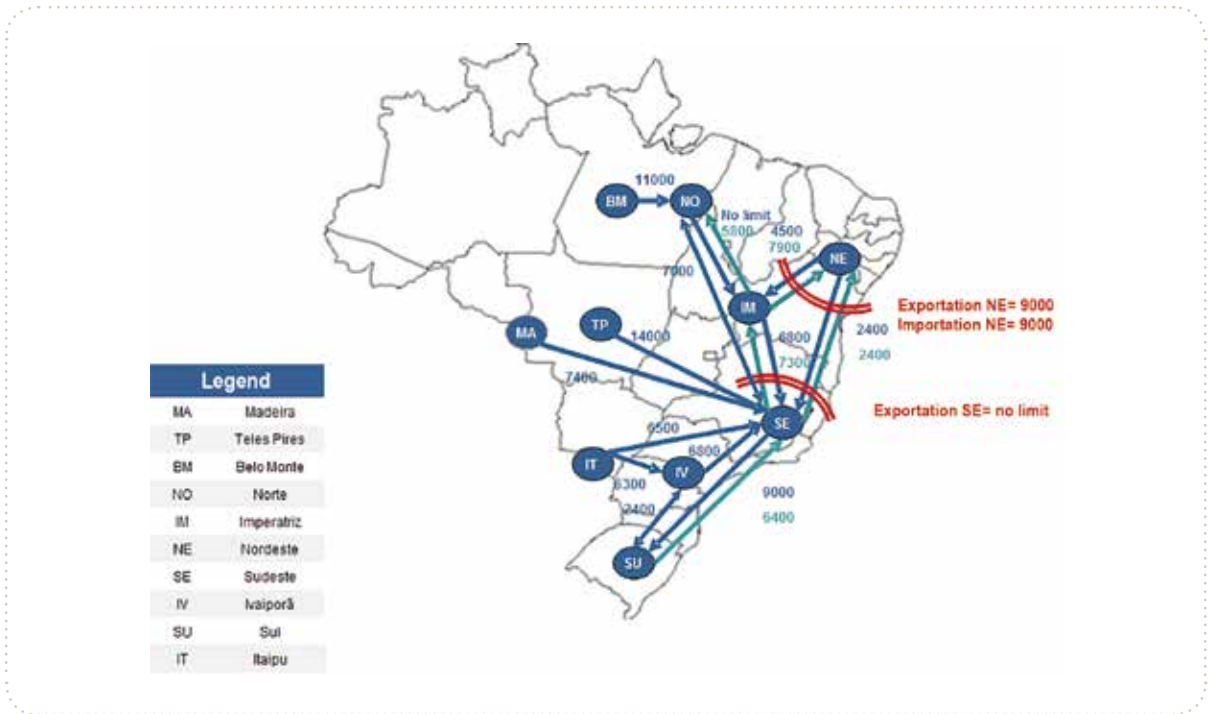 11000
BM
NO
No limit
5800
4500
7900
NE
7000
IM
Exportation NE= 9000
Importation NE= 9000
2400
2400
MA
TP
14000
6800
7300
7400
Exportation SE= no limit
SE
6500
6800
IT
IV
6300
2400
9000
6400
SU
Legend
MA Madeira
TP Teles Pires
BM Belo Monte
NO Norte
IM Imperatriz
NE Nordeste
SE Sudeste
IV Ivaiporã
SU Sul
IT Itaipu